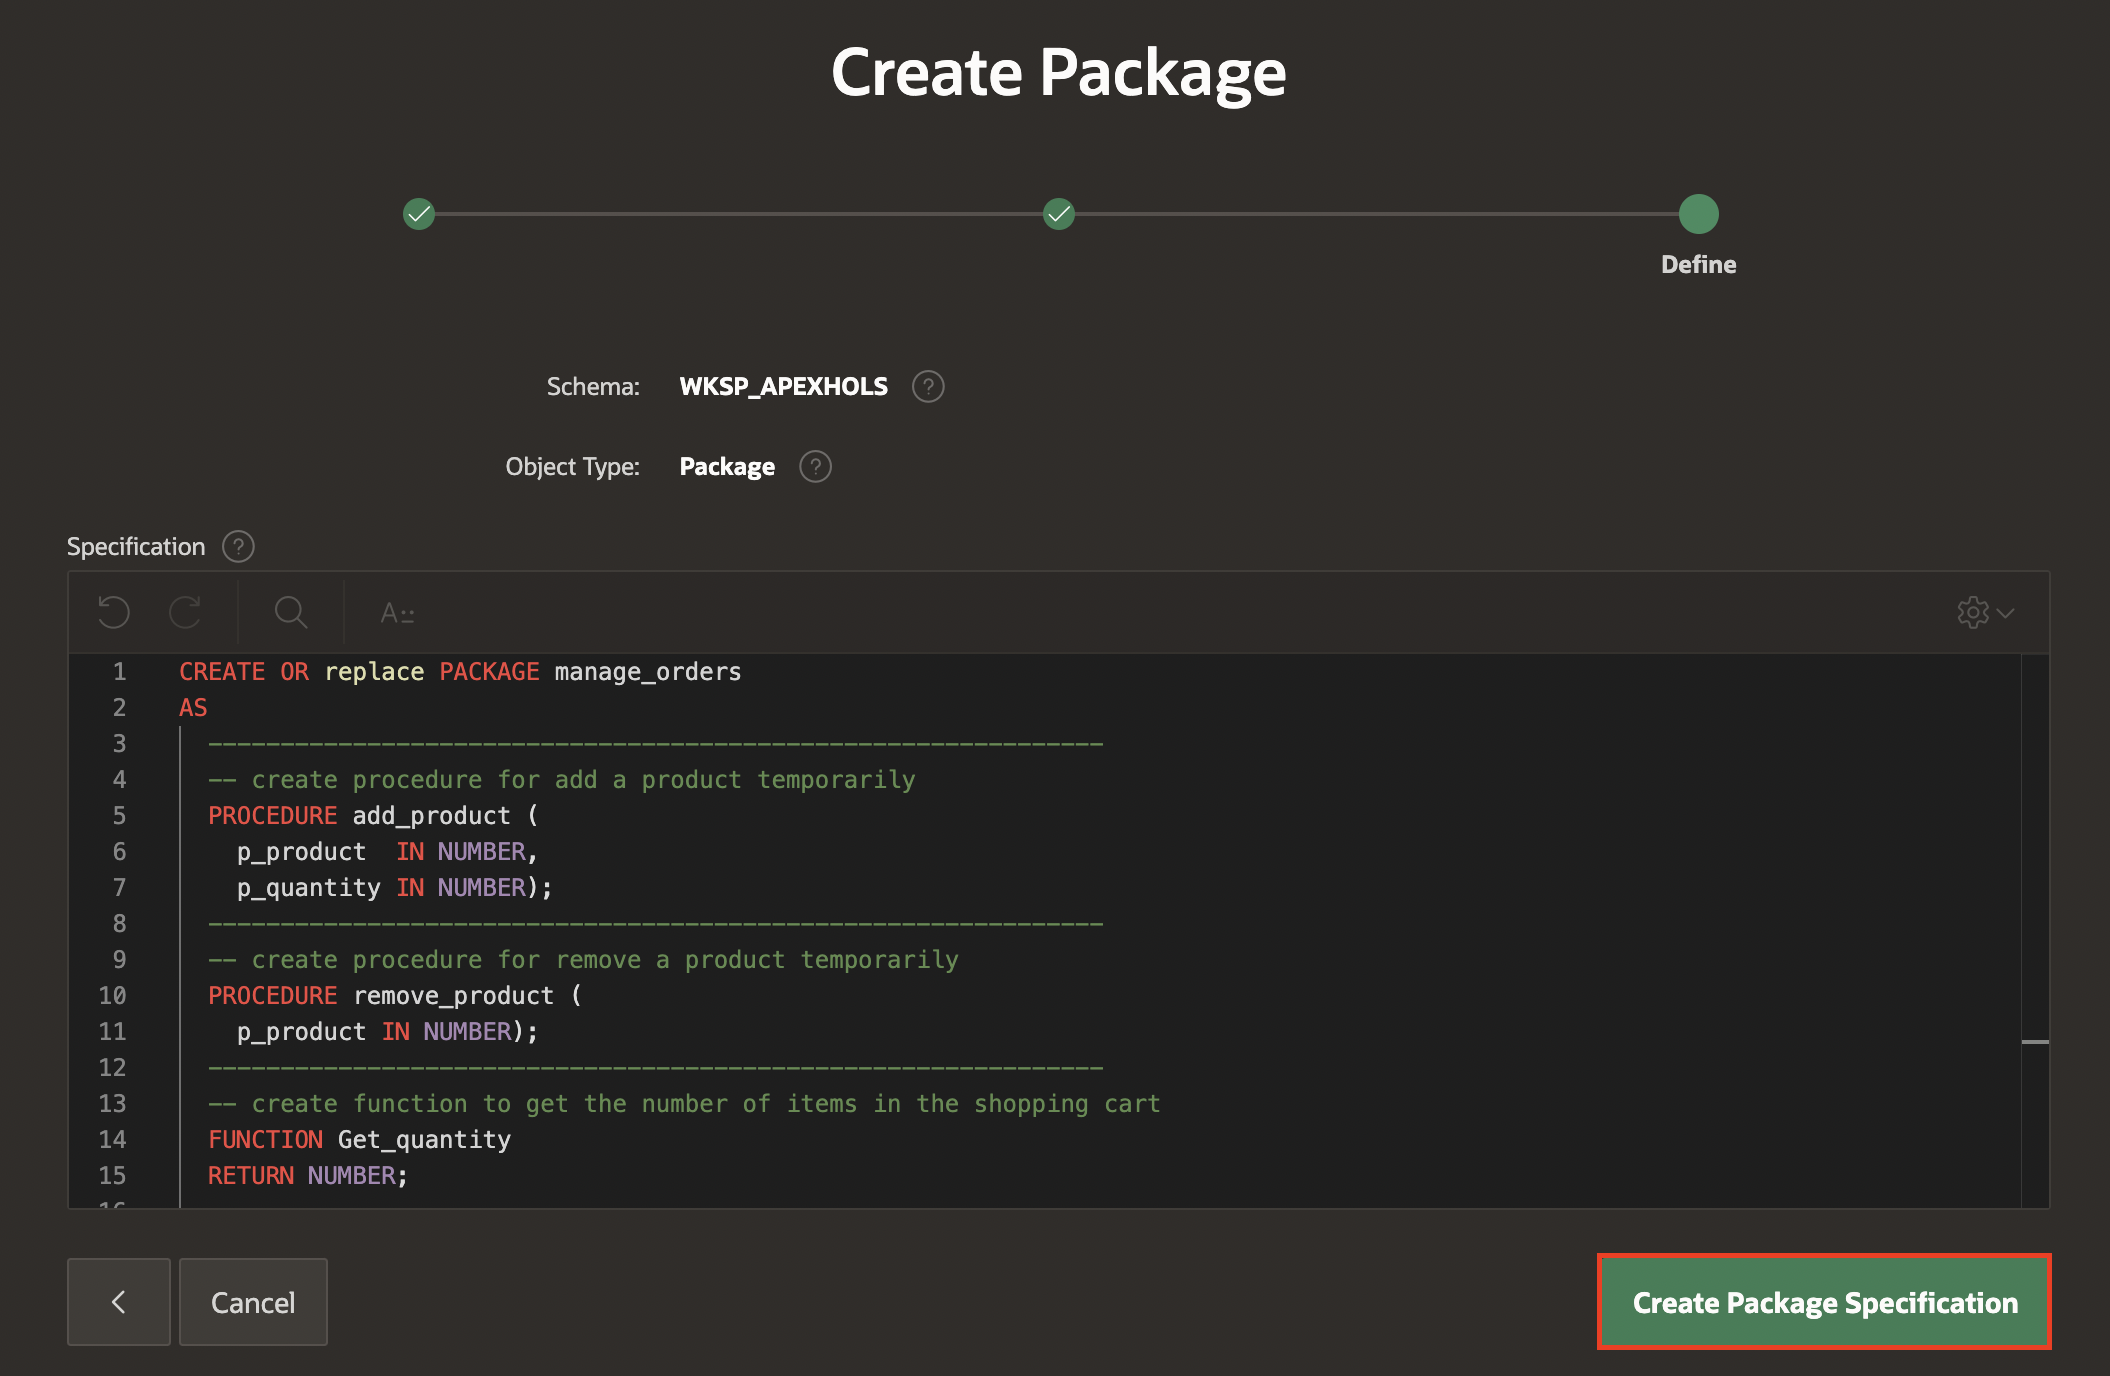 Create Package
Define
Schema: WKSP_APEXHOLS ?
Object Type: Package ?
Specification ?
A
1 CREATE OR replace PACKAGE manage_orders
2 AS
3 --------------------------------------------------------------
4 -- create procedure for add a product temporarily
5 PROCEDURE add_product (
6 p_product  IN NUMBER,
7 p_quantity IN NUMBER);
8 --------------------------------------------------------------
9 -- create procedure for remove a product temporarily
10 PROCEDURE remove_product (
11 p_product IN NUMBER);
12 --------------------------------------------------------------
13 -- create function to get the number of items in the shopping cart
14 FUNCTION Get_quantity
15 RETURN NUMBER;
16
Cancel
Create Package Specification